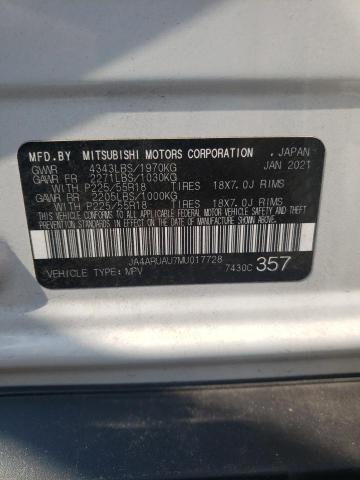 MFD.BY MITSUBISHI MOTORS CORPORATION , JAPAN
GVWR 4343LBS/1970KG JAN 2021
GAWR FR 2271LBS/1030KG
WITH P225/55R18 TIRES 18X7.0J RIMS
GAWR RR 2205LBS/1000KG
WITH P225/55R18 TIRES 18X7.0J RIMS
THIS VEHICLE CONFORMS TO ALL APPLICABLE FEDERAL
MOTOR VEHICLE SAFETY AND THEFT PREVENTION STANDARDS
IN EFFECT ON THE DATE OF MANUFACTURE SHOWN ABOVE.
JA4ARUAU7MU017728
VEHICLE TYPE: MPV 7430C 357